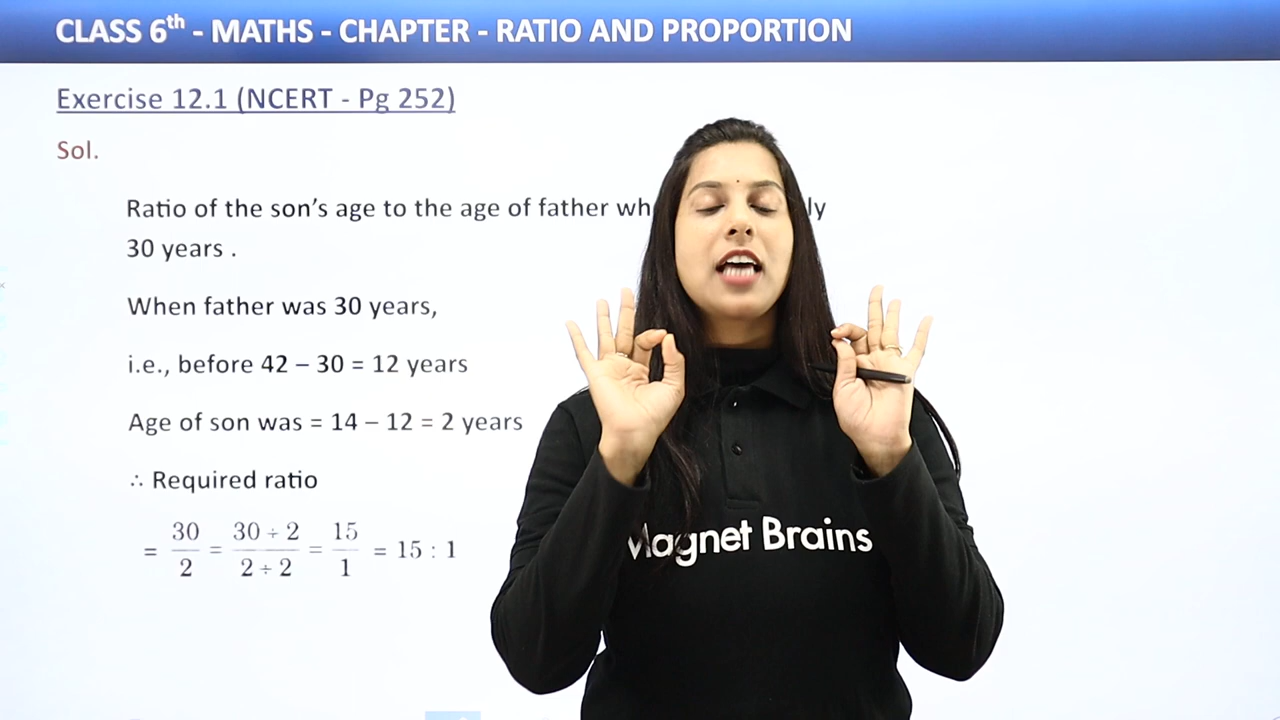 CLASS 6th - MATHS - CHAPTER - RATIO AND PROPORTION
Exercise 12.1 (NCERT - Pg 252)
Sol.
Ratio of the son’s age to the age of father
30 years .
When father was 30 years,
i.e., before 42 – 30 = 12 years
Age of son was = 14 – 12 = 2 years
∴ Required ratio
= 30/2 = 30 ÷ 2/2 ÷ 2 = 15/1 = 15 : 1
Magnet Brains